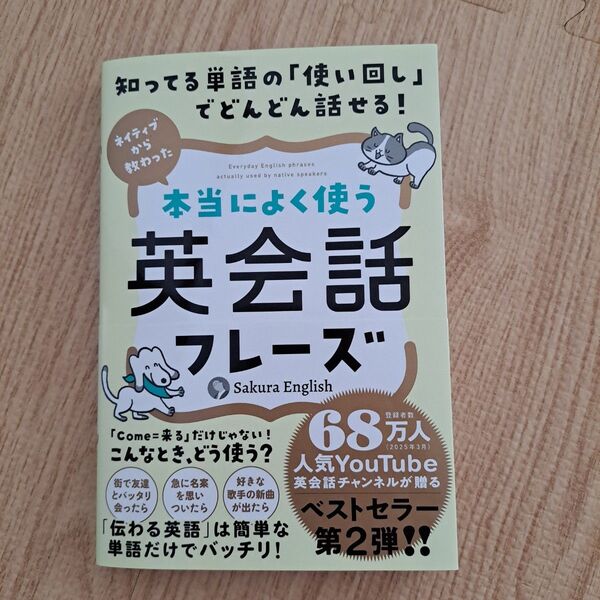 知ってる単語の「使い回し」
でどんどん話せる!
ネイティブ
から
教わった
Everyday English phrases
actually used by native speakers
本当によく使う
英会話
フレーズ
Sakura English
「Come=来る」だけじゃない!
こんなとき、どう使う?
街で友達
とバッタリ
会ったら
急に名案
を思い
ついたら
好きな
歌手の新曲
が出たら
「伝わる英語」は簡単な
単語だけでバッチリ!
登録者数
68万人
(2025年3月)
人気YouTube
英会話チャンネルが贈る
ベストセラー
第2弾!!